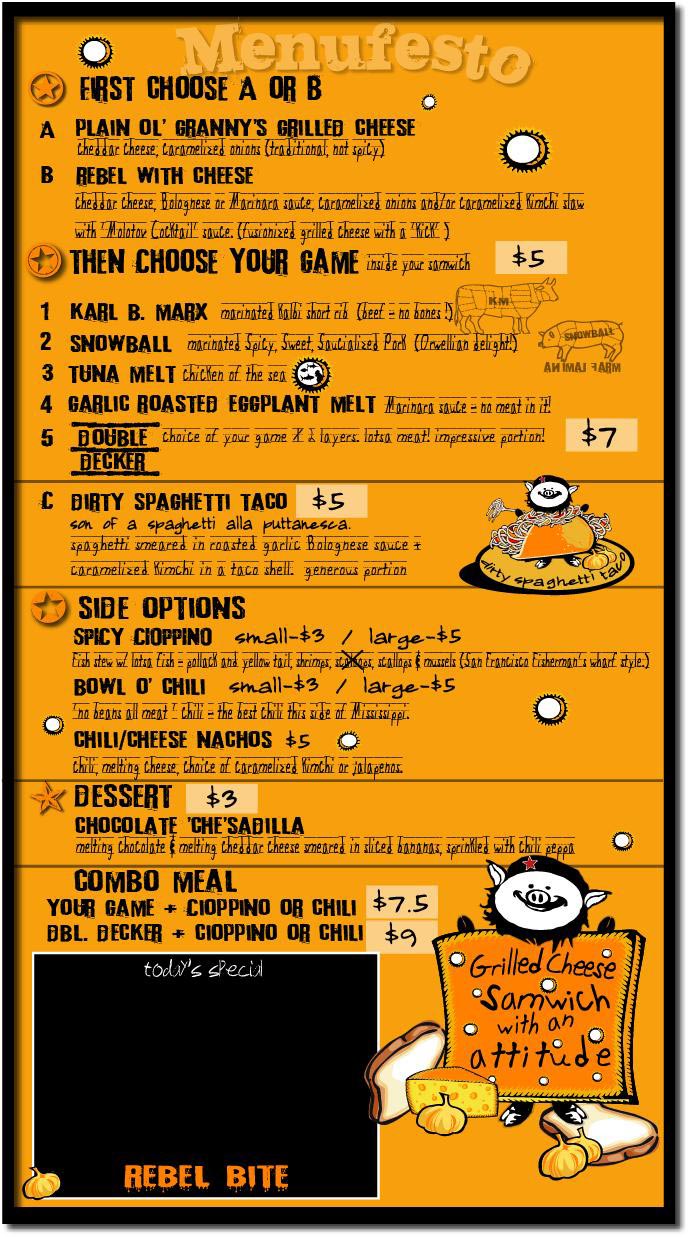 Menufesto
FIRST CHOOSE A OR B
A PLAIN OL' GRANNY'S GRILLED CHEESE
cheddar cheese, caramelized onions (traditional, not spicy)
B REBEL WITH CHEESE
cheddar cheese, Bolognese or Marinara sauce, caramelized onions and/or caramelized Kimchi slaw
with "Molotov Cocktail" sauce. (fusionized grilled cheese with a "Kick" )
THEN CHOOSE YOUR GAME inside your samwich $5
1 KARL B. MARX marinated Kalbi short rib (beef - no bones!)
KM
2 SNOWBALL marinated Spicy, Sweet, Saucialized Pork (Orwellian delight!)
SNOWBALL
ANIMAL FARM
3 TUNA MELT chicken of the sea
4 GARLIC ROASTED EGGPLANT MELT Marinara sauce - no meat in it!
5 DOUBLE DECKER choice of your game X 2 layers. lotsa meat! impressive portion! $7
C DIRTY SPAGHETTI TACO $5
son of a spaghetti alla puttanesca.
spaghetti smeared in roasted garlic Bolognese sauce +
caramelized Kimchi in a taco shell. generous portion
dirty spaghetti taco
SIDE OPTIONS
SPICY CIOPPINO small-$3 / large-$5
Fish stew w/ lotsa fish - pollack and yellow tail, shrimps, scallops, scallops & mussels (San Francisco Fisherman's wharf style.)
BOWL O' CHILI small-$3 / large-$5
"no beans all meat" chili - the best Chili this side of Mississippi.
CHILI/CHEESE NACHOS $5
chili, melting cheese, choice of caramelized Kimchi or jalapenos.
DESSERT $3
CHOCOLATE 'CHE'SADILLA
melting chocolate & melting cheddar cheese smeared in sliced bananas, sprinkled with chili peppa
COMBO MEAL
YOUR GAME + CIOPPINO OR CHILI $7.5
DBL. DECKER + CIOPPINO OR CHILI $9
today's special
REBEL BITE
Grilled Cheese
Samwich
with an
attitude